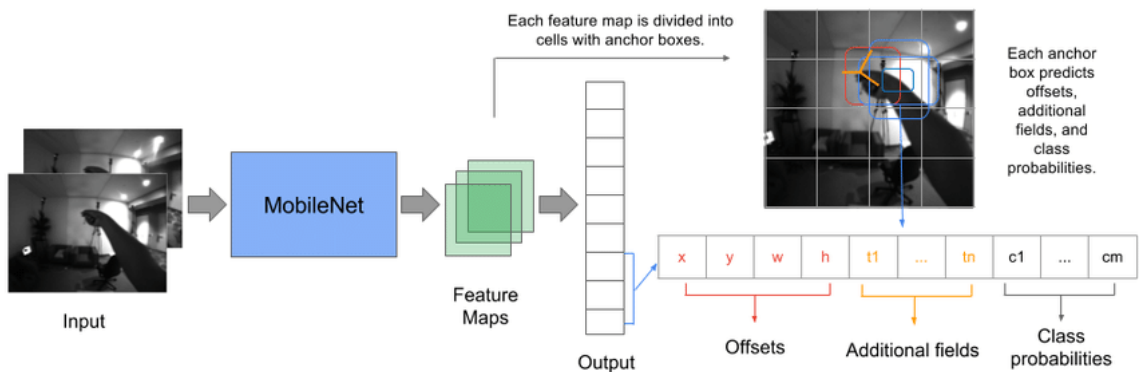 Each feature map is divided into
cells with anchor boxes.
Each anchor
box predicts
offsets,
additional
fields, and
class
probabilities.
MobileNet
Input
Feature
Maps
Output
x y w h t1 ... tn c1 ... cm
Offsets
Additional fields
Class
probabilities